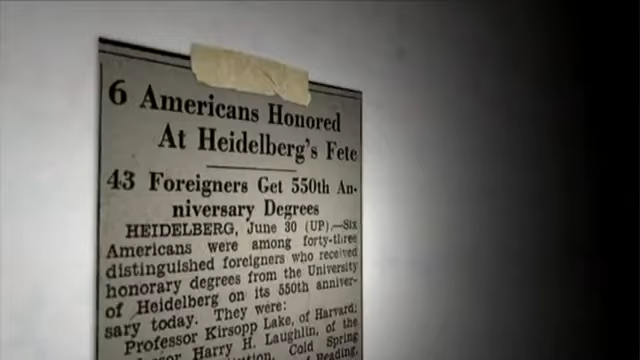 6 Americans Honored
At Heidelberg's Fete
43 Foreigners Get 550th An-
niversary Degrees
HEIDELBERG, June 30 (UP).—Six
Americans were among forty-three
distinguished foreigners who received
honorary degrees from the University
of Heidelberg on its 550th anniver-
sary today. They were:
Professor Kirsopp Lake, of Harvard;
Harry H. Laughlin, of the
Cold Spring
Reading,